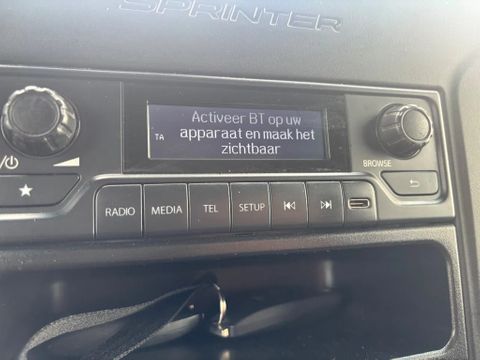 SPRINTER
Activeer BT op uw
TA
apparaat en maak het
zichtbaar
BROWSE
RADIO
MEDIA
TEL
SETUP